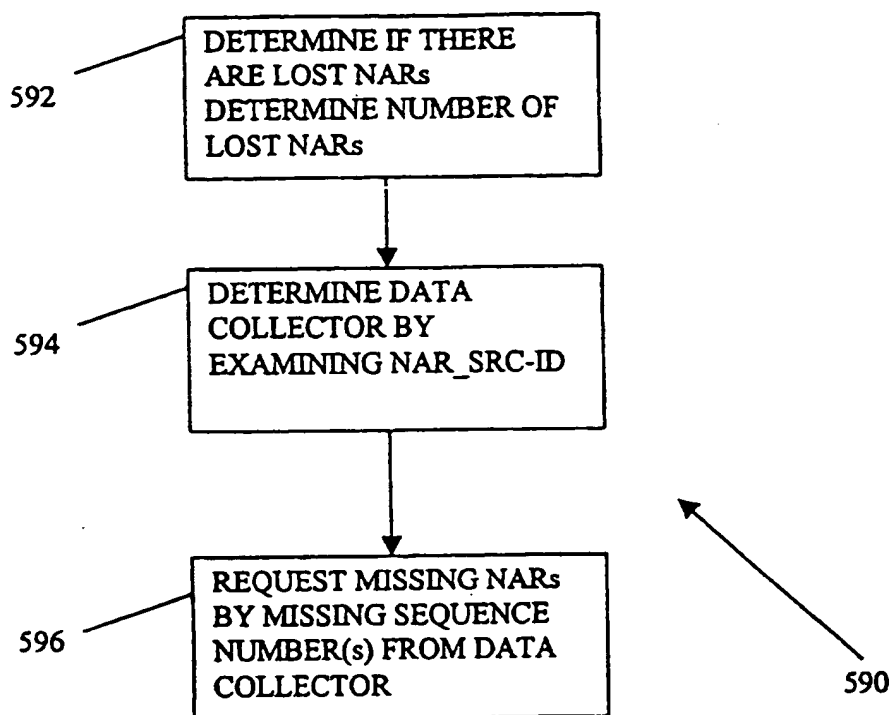 592
DETERMINE IF THERE
ARE LOST NARs
DETERMINE NUMBER OF
LOST NARs
594
DETERMINE DATA
COLLECTOR BY
EXAMINING NAR_SRC-ID
596
REQUEST MISSING NARs
BY MISSING SEQUENCE
NUMBER(s) FROM DATA
COLLECTOR
590